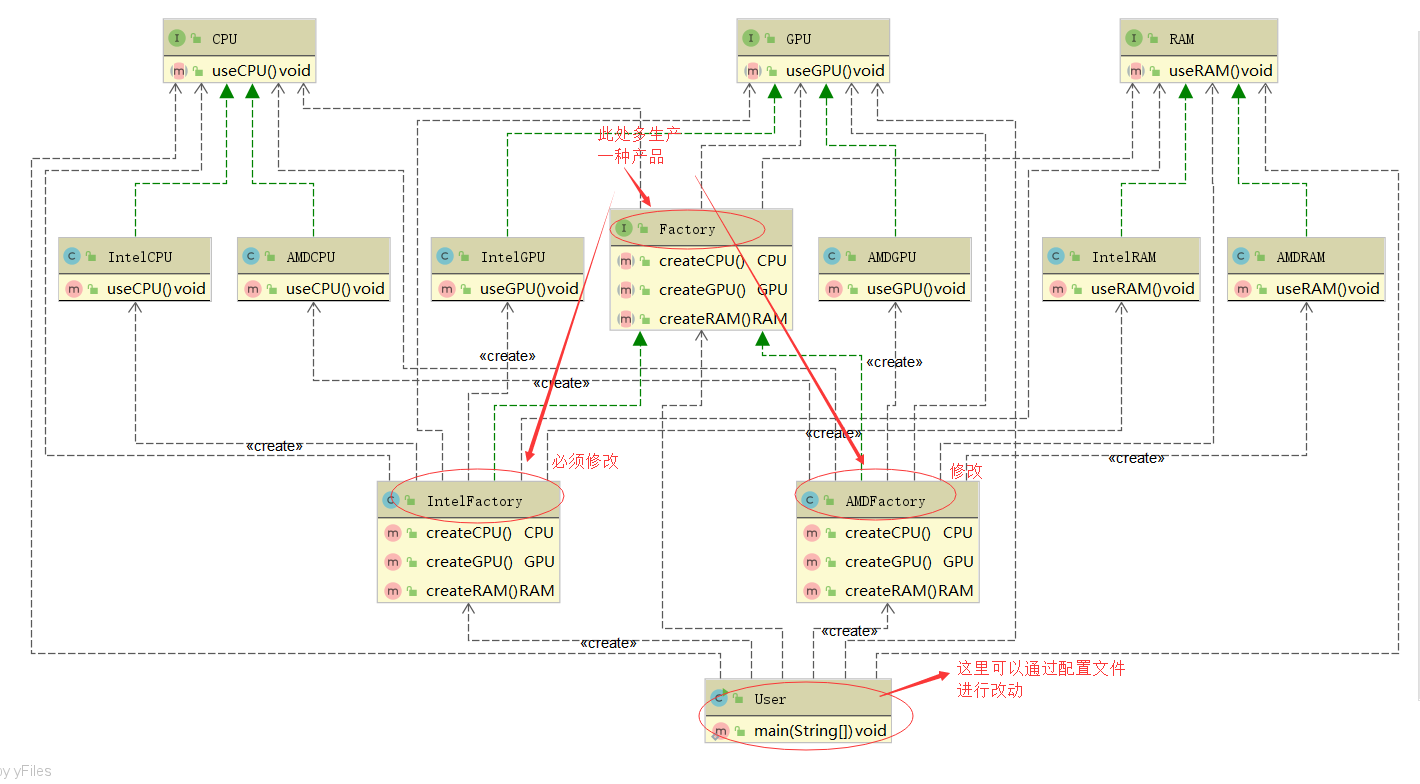 CPU
useCPU() void
GPU
useGPU() void
RAM
useRAM() void
此处多生产
一种产品
IntelCPU
useCPU() void
AMDCPU
useCPU() void
IntelGPU
useGPU() void
Factory
createCPU() CPU
createGPU() GPU
createRAM() RAM
AMDGPU
useGPU() void
IntelRAM
useRAM() void
AMDRAM
useRAM() void
«create»
«create»
«create»
«create»
«create»
«create»
必须修改
修改
IntelFactory
createCPU() CPU
createGPU() GPU
createRAM() RAM
AMDFactory
createCPU() CPU
createGPU() GPU
createRAM() RAM
«create»
«create»
这里可以通过配置文件
进行改动
User
main(String[]) void
by yFiles